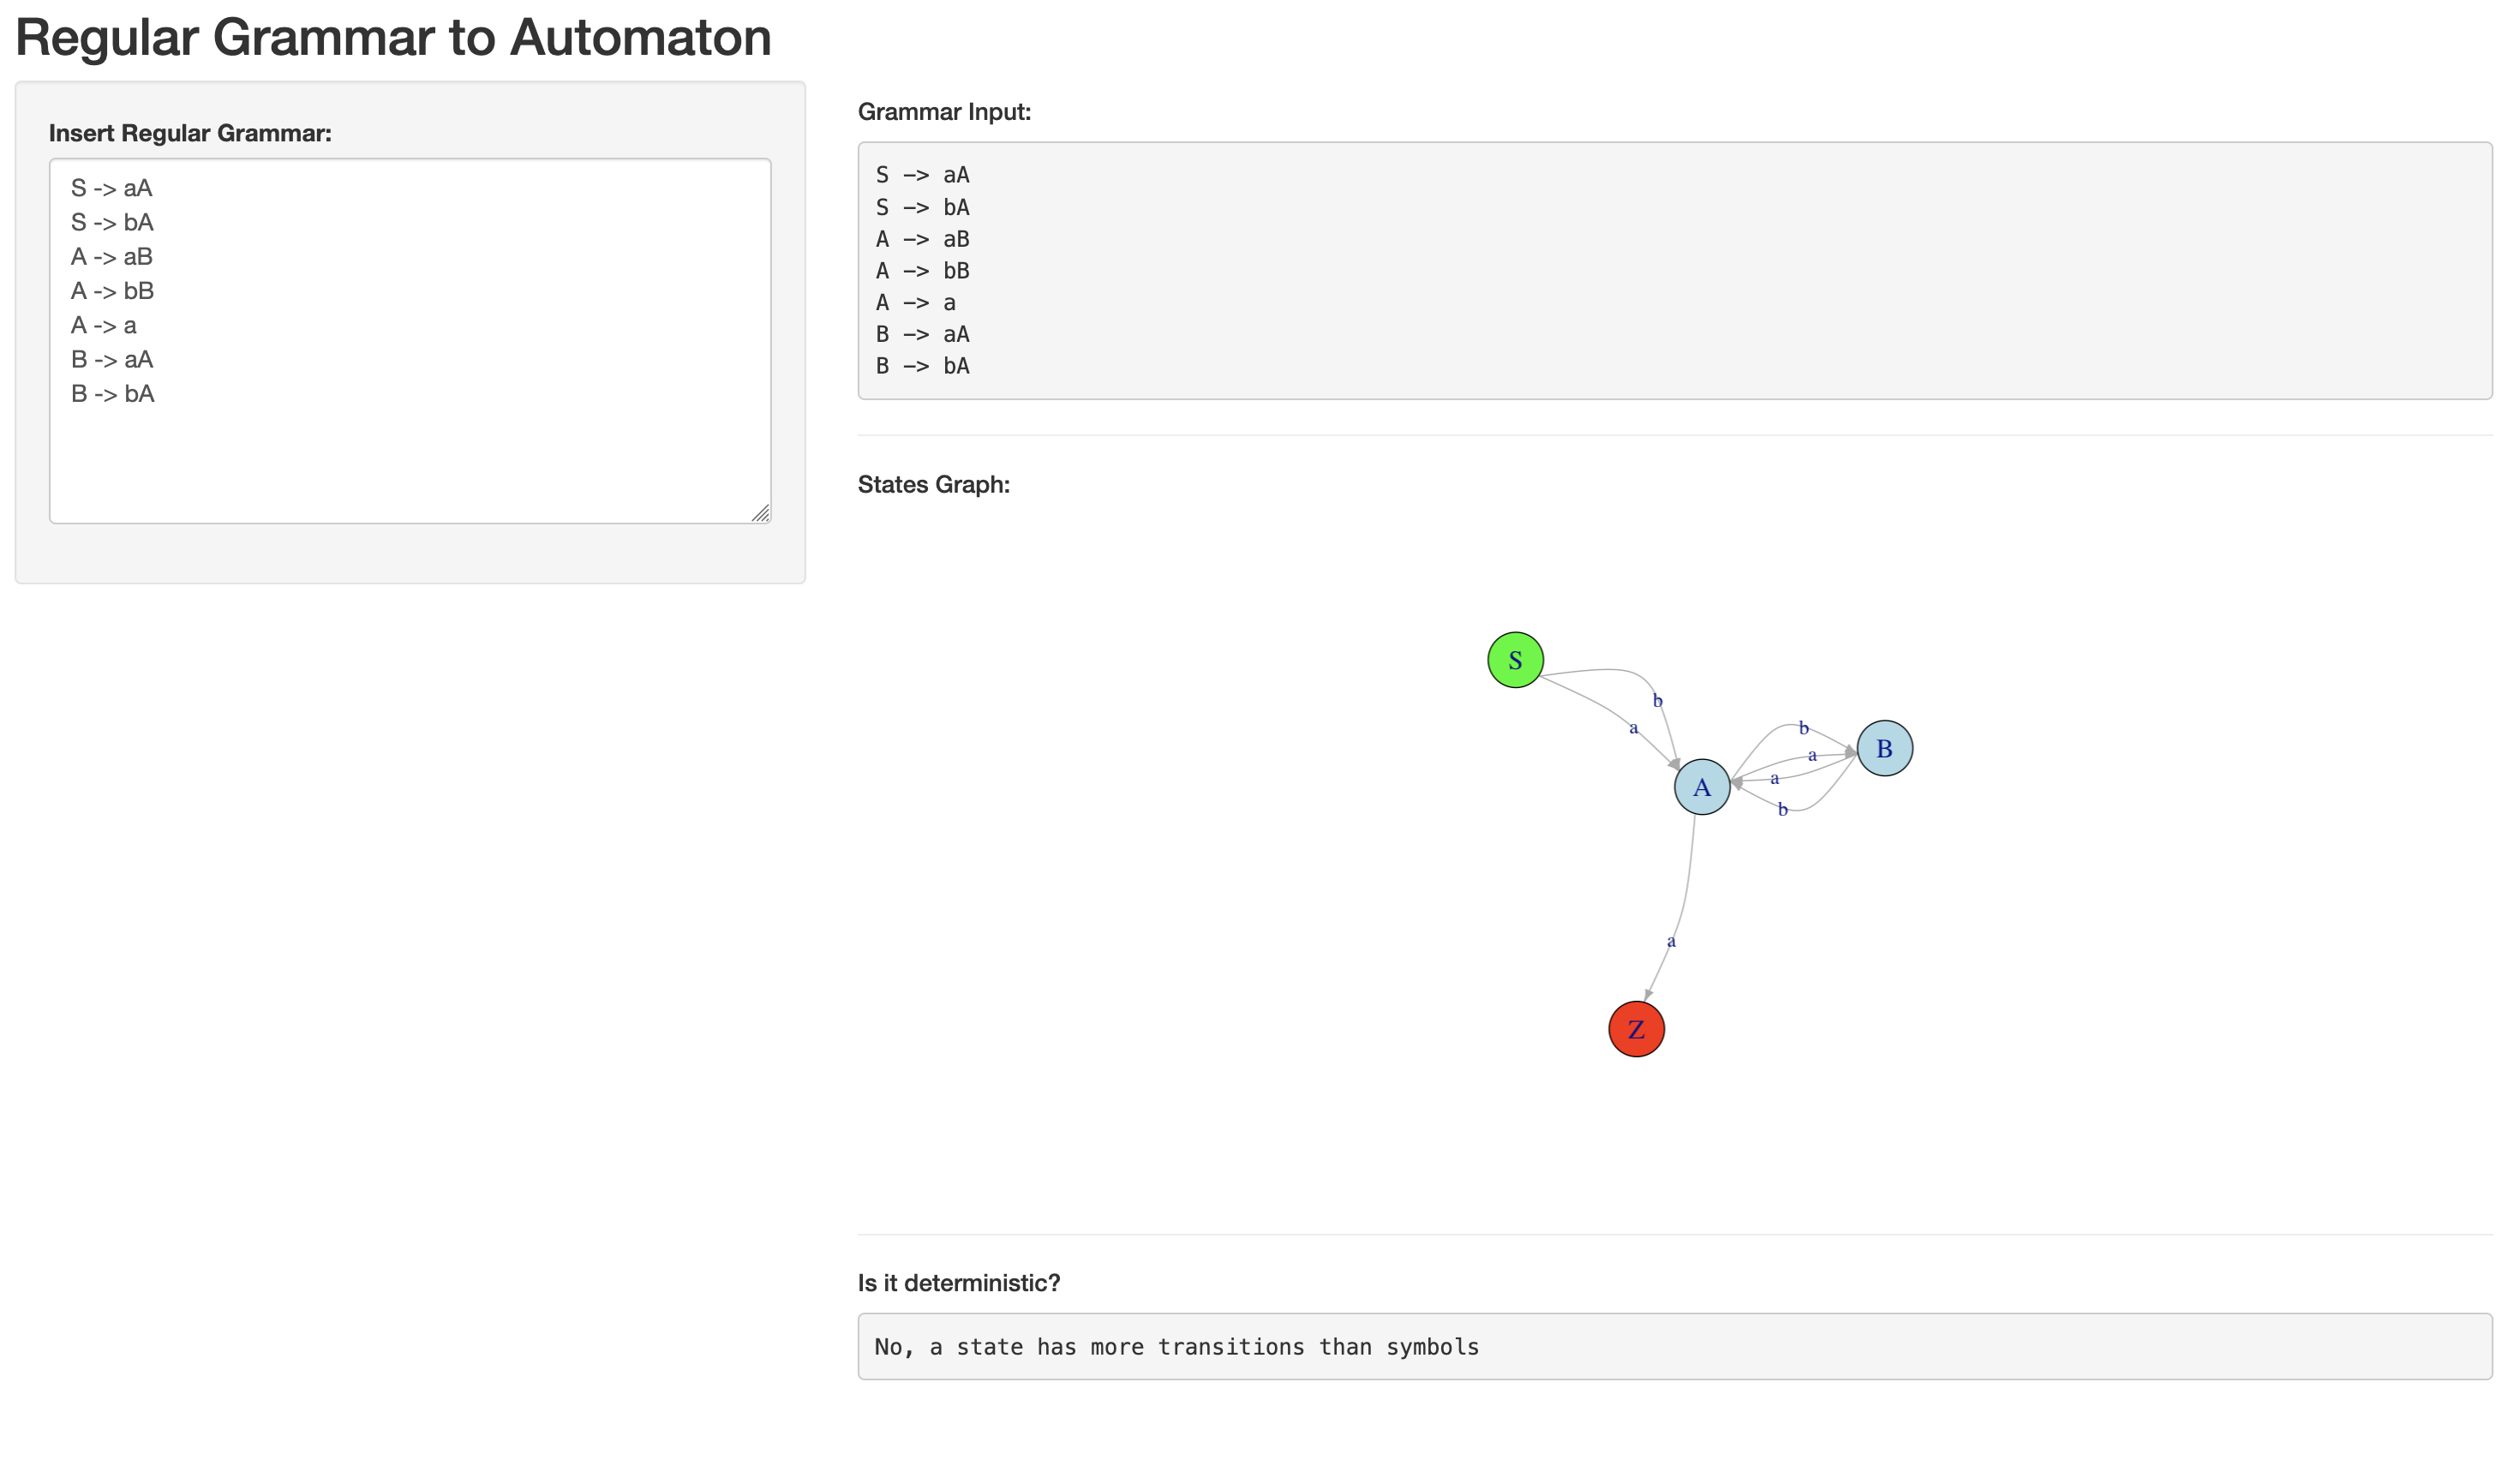 Regular Grammar to Automaton
Insert Regular Grammar:
S -> aA
S -> bA
A -> aB
A -> bB
A -> a
B -> aA
B -> bA
Grammar Input:
S -> aA
S -> bA
A -> aB
A -> bB
A -> a
B -> aA
B -> bA
States Graph:
S
b
a
b
B
a
A
a
b
a
Z
Is it deterministic?
No, a state has more transitions than symbols